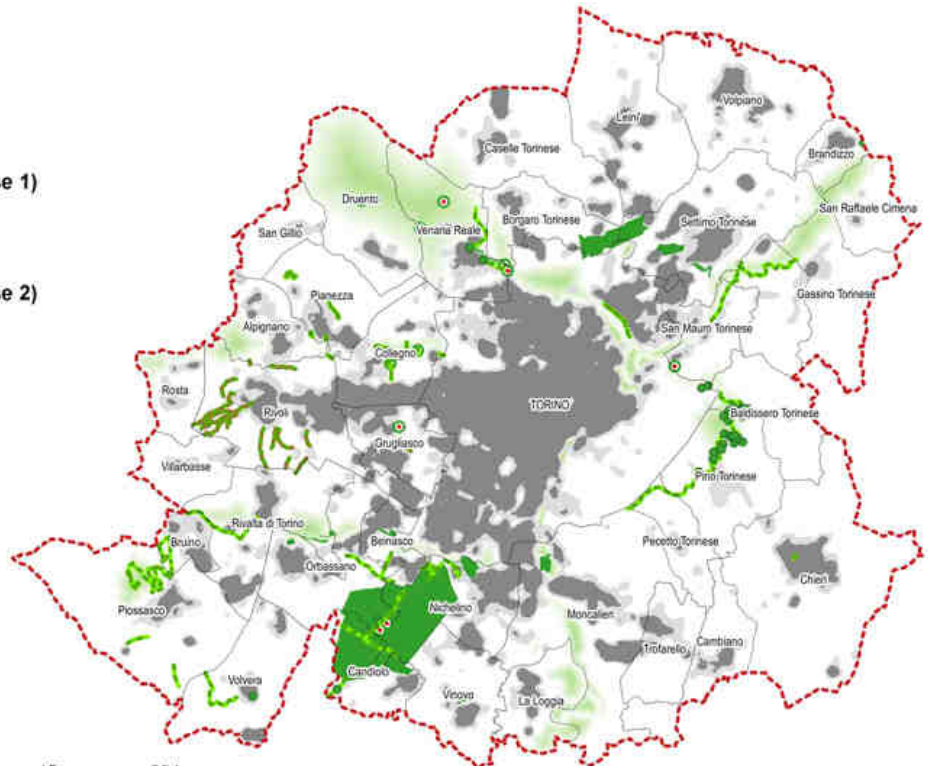 se 1)
se 2)
Volpiano
Leinì
Caselle Torinese
Brandizzo
Druento
San Raffaele Cimena
Borgaro Torinese
Settimo Torinese
Venaria Reale
San Gillio
Gassino Torinese
Pianezza
Alpignano
San Mauro Torinese
Collegno
Rosta
TORINO
Rivoli
Baldissero Torinese
Grugliasco
Villarbasse
Pino Torinese
Rivalta di Torino
Bruino
Beinasco
Pecetto Torinese
Orbassano
Chieri
Piossasco
Nichelino
Moncalieri
Trofarello
Cambiano
Candiolo
Volvera
Vinovo
La Loggia